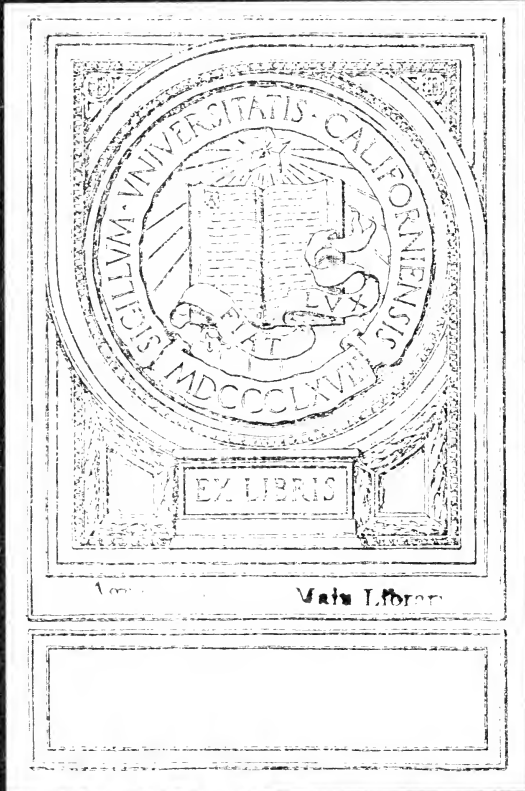 SIGILLVM · VNIVERSITATIS · CALIFORNIENSIS
FIAT LVX
MDCCCLXVIII
EX LIBRIS
Main Library